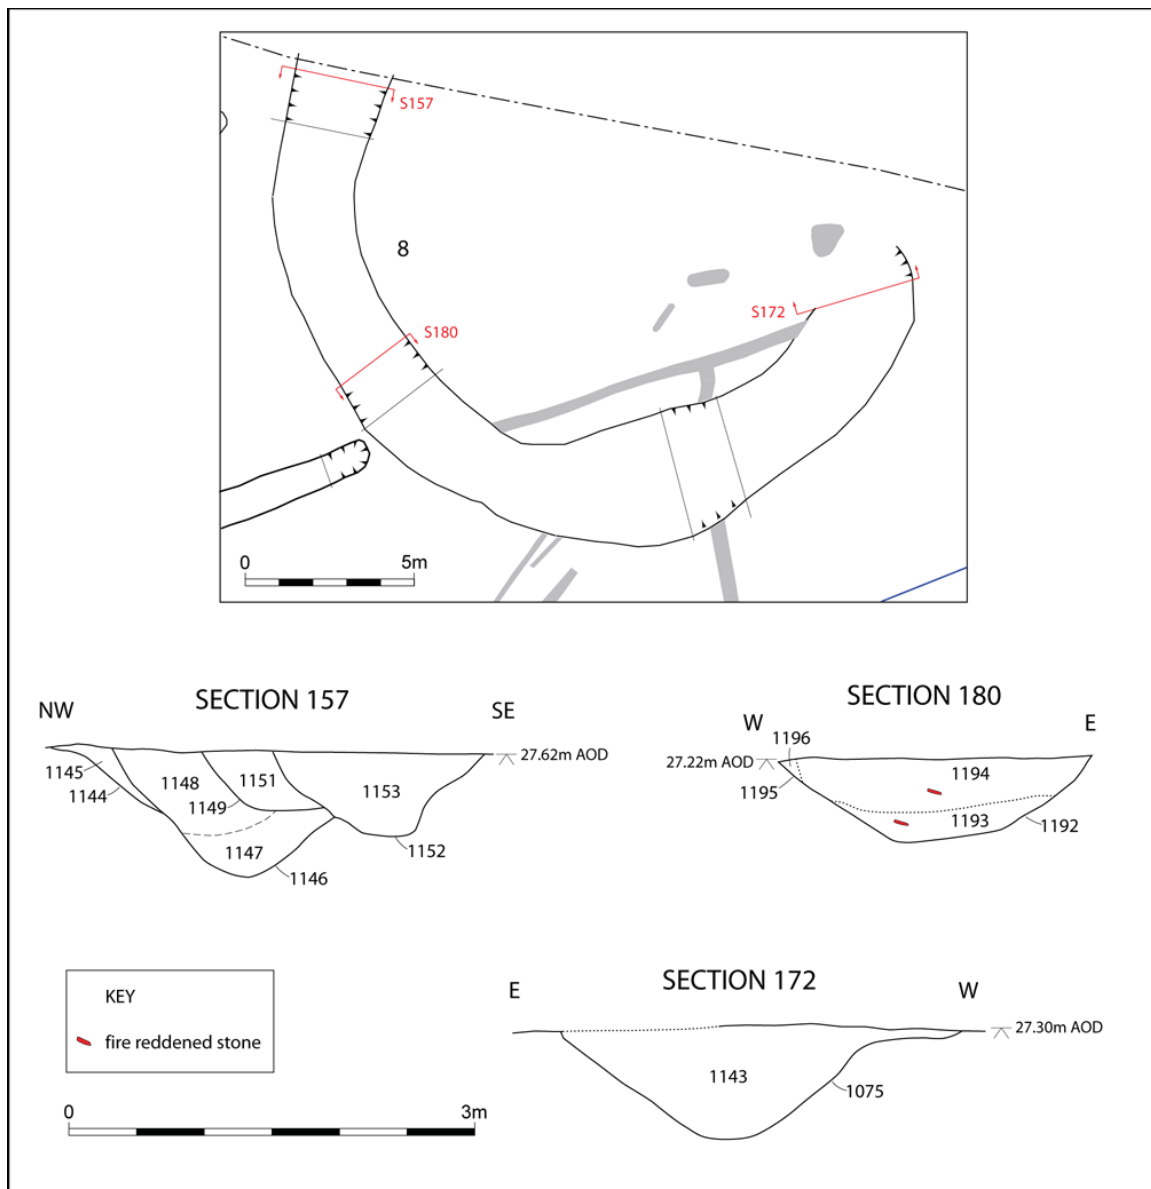 S157
8
S180
S172
0 5m
SECTION 157
NW SE
27.62m AOD
1145
1144
1148
1149
1151
1153
1147
1146
1152
SECTION 180
W E
1196
27.22m AOD
1195
1194
1193
1192
SECTION 172
E W
27.30m AOD
1143
1075
KEY
fire reddened stone
0 3m